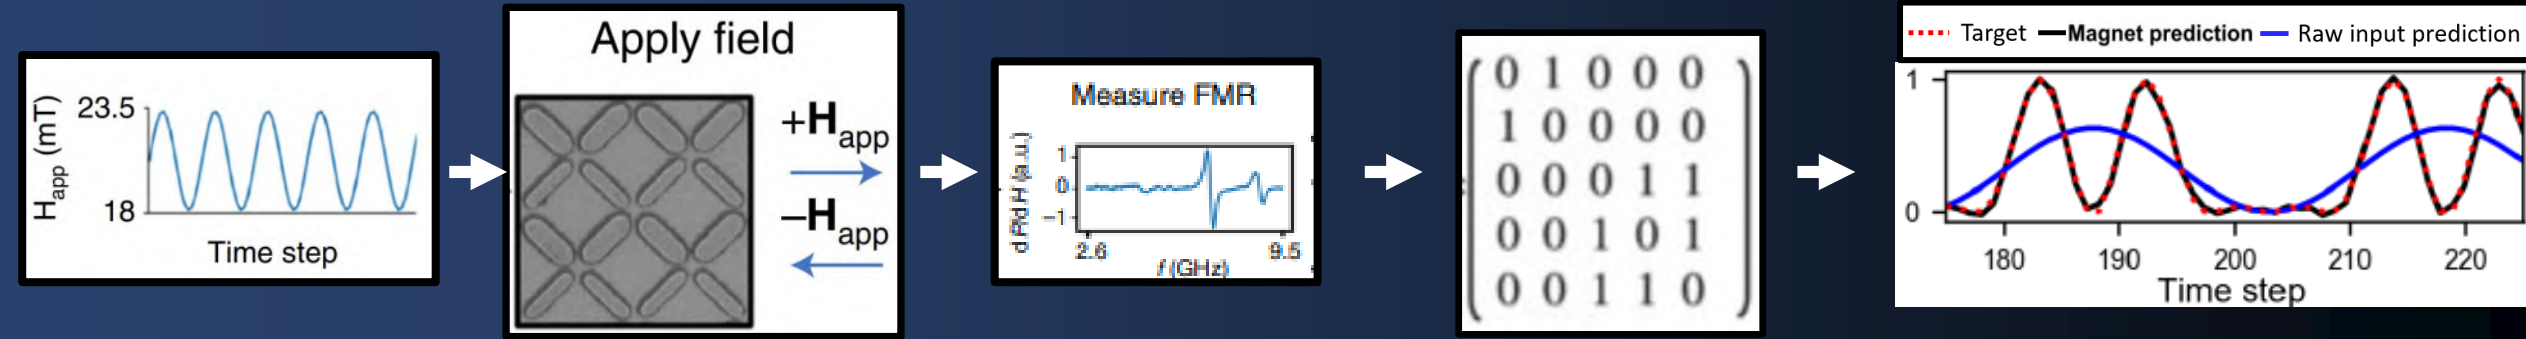 23.5
18
H_app (mT)
Time step
Apply field
+H_app
–H_app
Measure FMR
1
0
–1
d P/d H (a.u.)
2.6
9.5
f (GHz)
0 1 0 0 0
1 0 0 0 0
0 0 0 1 1
0 0 1 0 1
0 0 1 1 0
Target Magnet prediction Raw input prediction
1
0
180 190 200 210 220
Time step